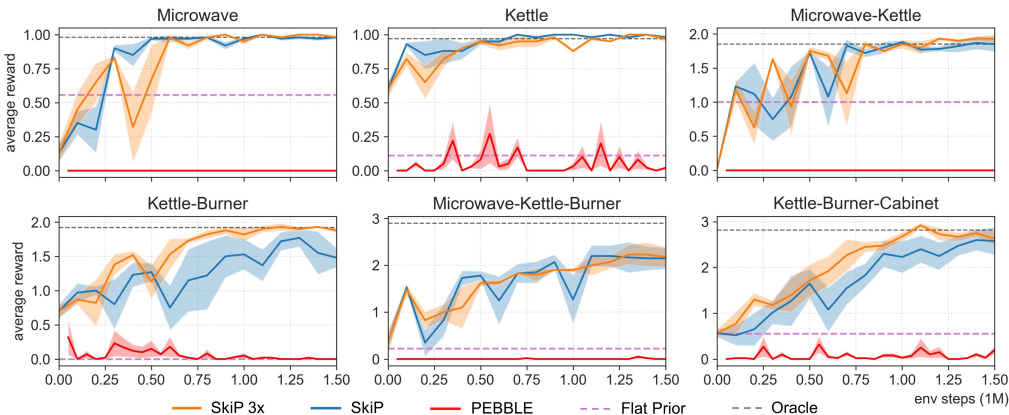 Microwave
Kettle
Microwave-Kettle
average reward
1.00
0.75
0.50
0.25
0.00
1.00
0.75
0.50
0.25
0.00
2.0
1.5
1.0
0.5
0.0
Kettle-Burner
Microwave-Kettle-Burner
Kettle-Burner-Cabinet
average reward
2.0
1.5
1.0
0.5
0.0
3
2
1
0
3
2
1
0
0.00 0.25 0.50 0.75 1.00 1.25 1.50
0.00 0.25 0.50 0.75 1.00 1.25 1.50
0.00 0.25 0.50 0.75 1.00 1.25 1.50
env steps (1M)
SkiP 3x SkiP PEBBLE Flat Prior Oracle